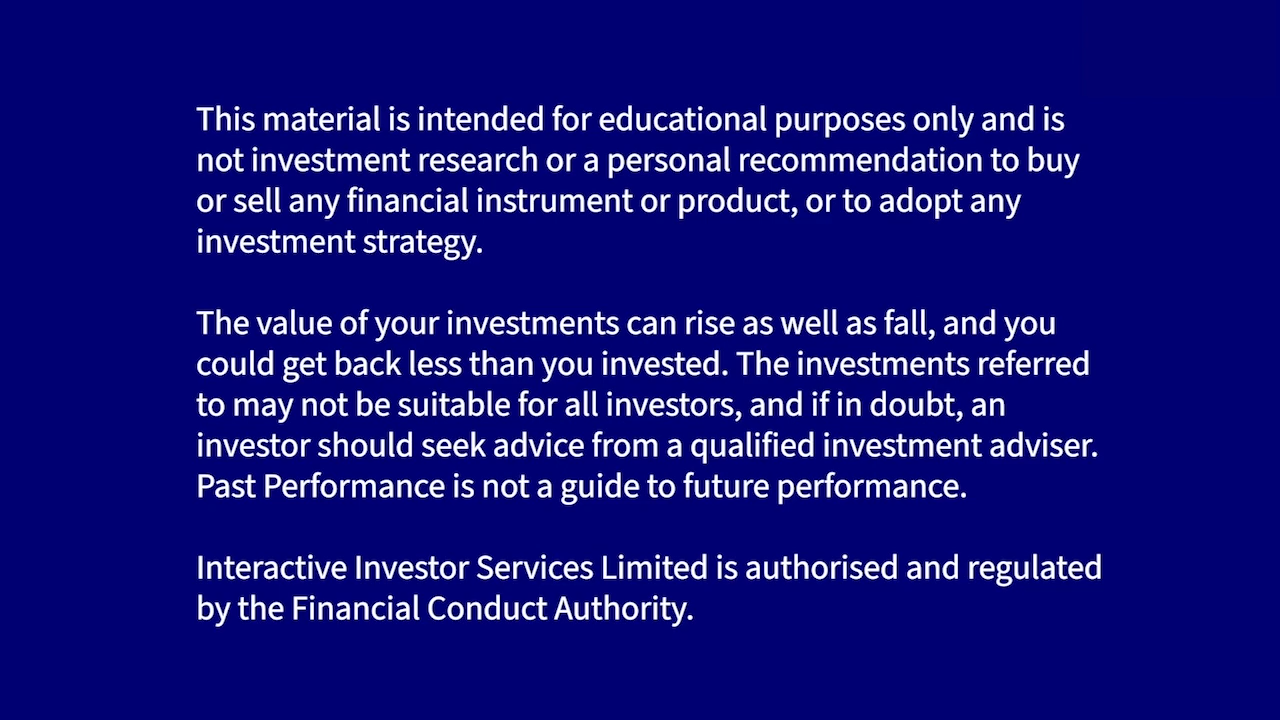 This material is intended for educational purposes only and is
not investment research or a personal recommendation to buy
or sell any financial instrument or product, or to adopt any
investment strategy.
The value of your investments can rise as well as fall, and you
could get back less than you invested. The investments referred
to may not be suitable for all investors, and if in doubt, an
investor should seek advice from a qualified investment adviser.
Past Performance is not a guide to future performance.
Interactive Investor Services Limited is authorised and regulated
by the Financial Conduct Authority.